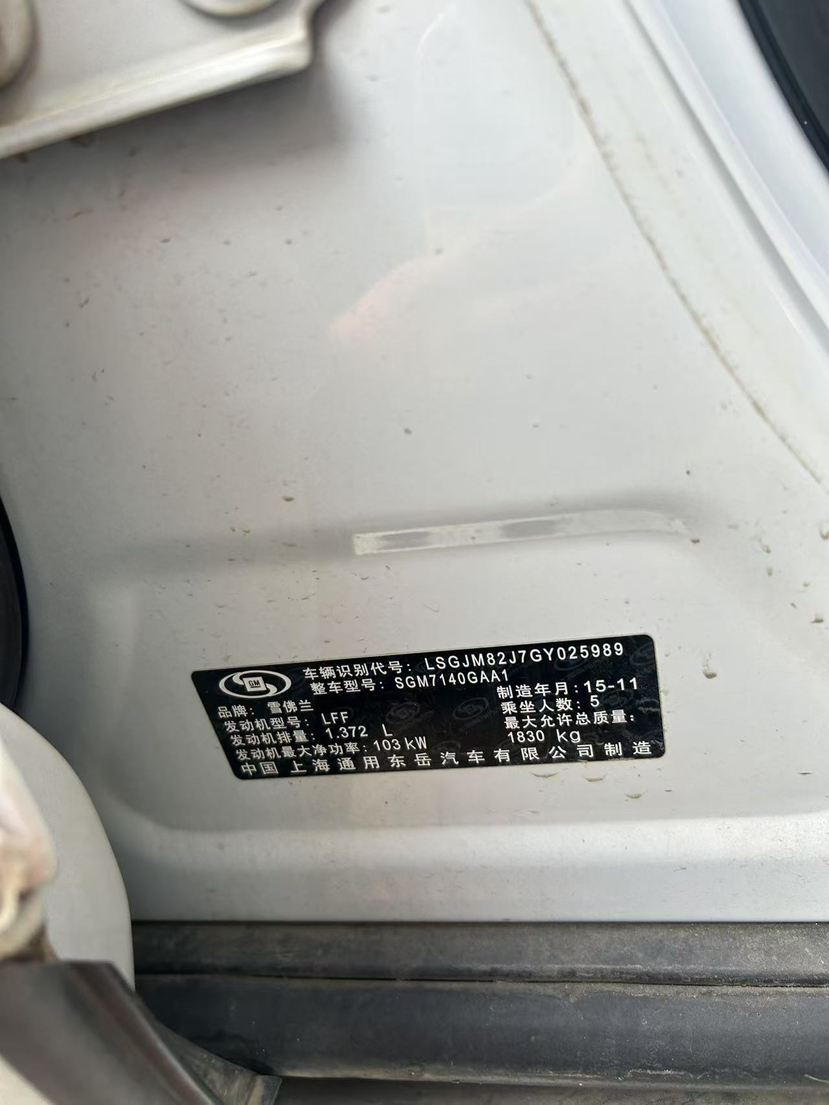 GM
车辆识别代号：LSGJM82J7GY025989
整车型号：SGM7140GAA1
品牌：雪佛兰
制造年月：15-11
发动机型号：LFF
乘坐人数：5
发动机排量：1.372 L
最大允许总质量：
发动机最大净功率：103kW
1830 kg
中国 上海通用东岳汽车有限公司制造